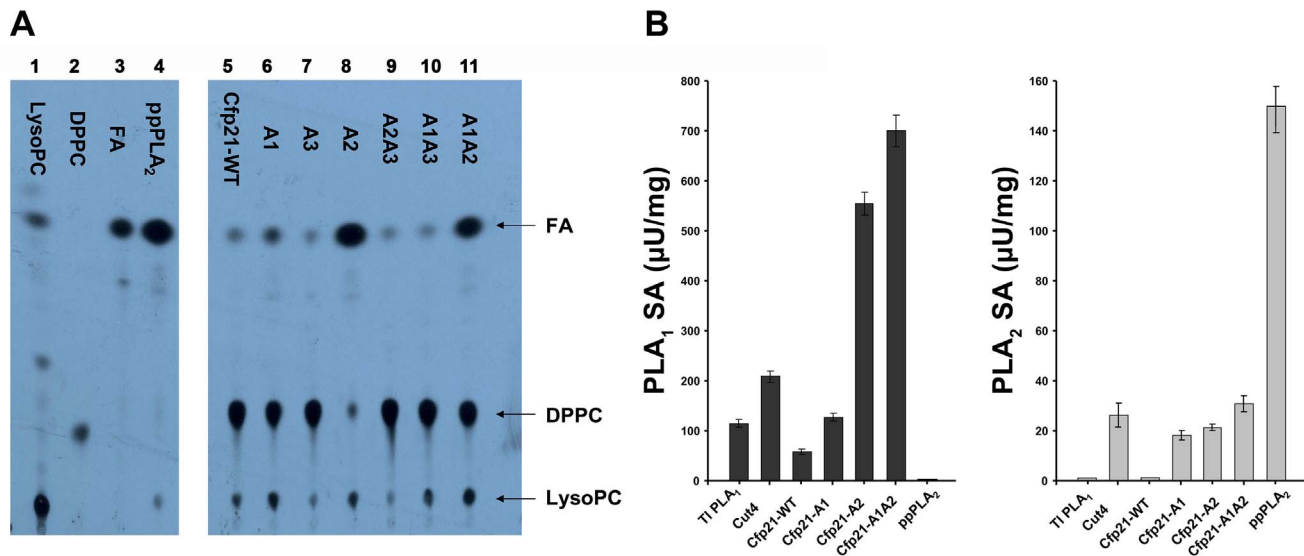 A
1 2 3 4 5 6 7 8 9 10 11
LysoPC
DPPC
FA
ppPLA₂
Cfp21-WT
A1
A3
A2
A2A3
A1A3
A1A2
FA
DPPC
LysoPC
B
PLA₁ SA (µU/mg)
800
700
600
500
400
300
200
100
0
Tl PLA₁
Cut4
Cfp21-WT
Cfp21-A1
Cfp21-A2
Cfp21-A1A2
ppPLA₂
PLA₂ SA (µU/mg)
160
140
120
100
80
60
40
20
0
Tl PLA₁
Cut4
Cfp21-WT
Cfp21-A1
Cfp21-A2
Cfp21-A1A2
ppPLA₂